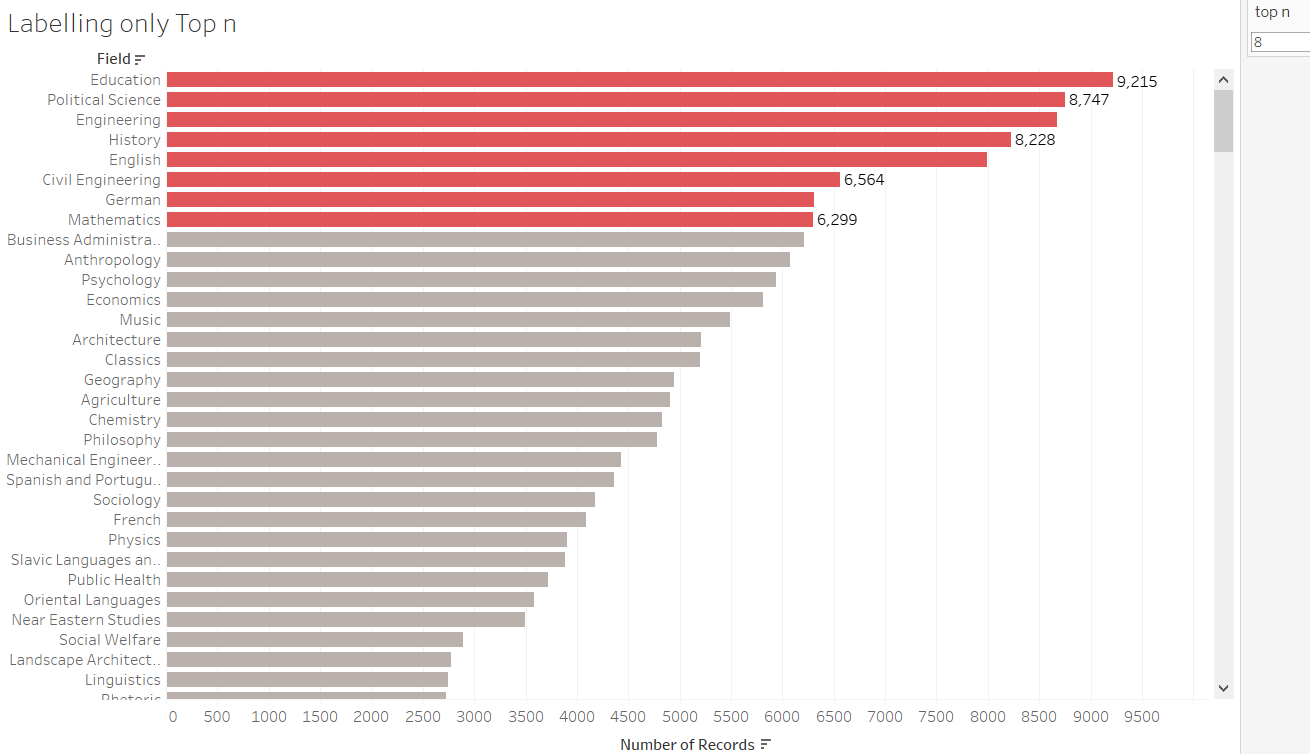 Labelling only Top n
top n
8
Field
Education 9,215
Political Science 8,747
Engineering
History 8,228
English
Civil Engineering 6,564
German
Mathematics 6,299
Business Administra..
Anthropology
Psychology
Economics
Music
Architecture
Classics
Geography
Agriculture
Chemistry
Philosophy
Mechanical Engineer..
Spanish and Portugu..
Sociology
French
Physics
Slavic Languages an..
Public Health
Oriental Languages
Near Eastern Studies
Social Welfare
Landscape Architect..
Linguistics
Rhetoric
0 500 1000 1500 2000 2500 3000 3500 4000 4500 5000 5500 6000 6500 7000 7500 8000 8500 9000 9500
Number of Records